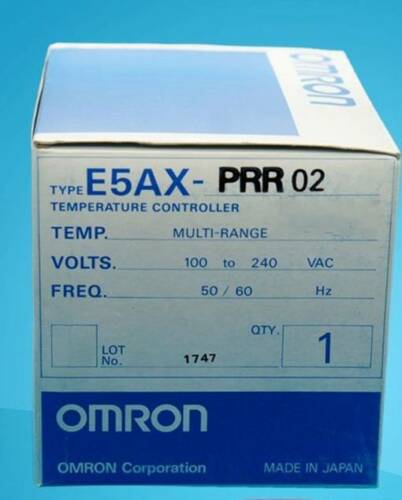 OMRON
TYPE E5AX- PRR 02
TEMPERATURE CONTROLLER
TEMP. MULTI-RANGE
VOLTS. 100 to 240 VAC
FREQ. 50 / 60 Hz
QTY. 1
LOT No. 1747
OMRON
OMRON Corporation MADE IN JAPAN